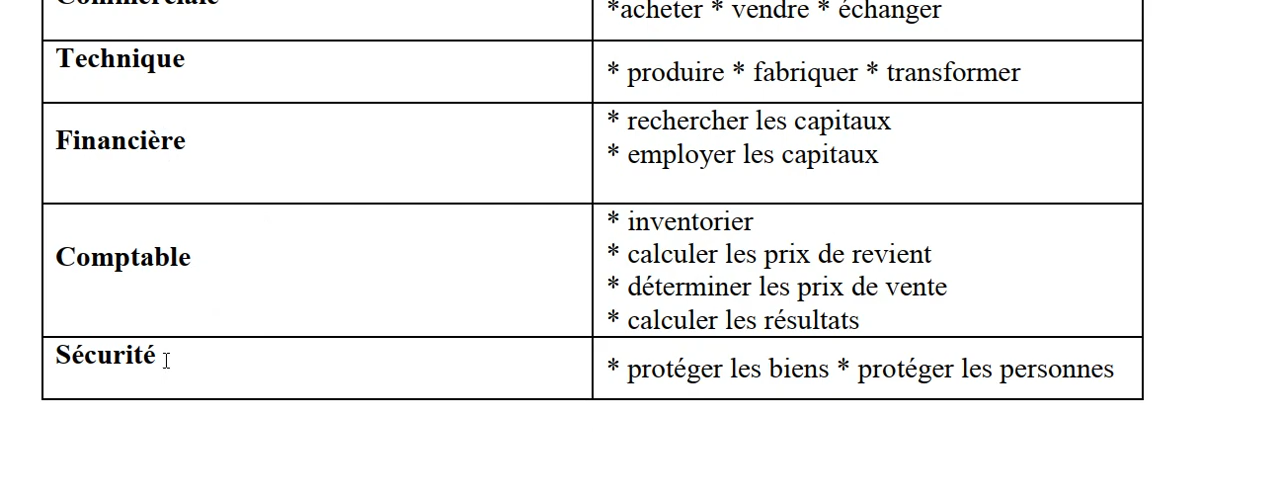 Commerciale
*acheter * vendre * échanger
Technique
* produire * fabriquer * transformer
Financière
* rechercher les capitaux
* employer les capitaux
Comptable
* inventorier
* calculer les prix de revient
* déterminer les prix de vente
* calculer les résultats
Sécurité
* protéger les biens * protéger les personnes